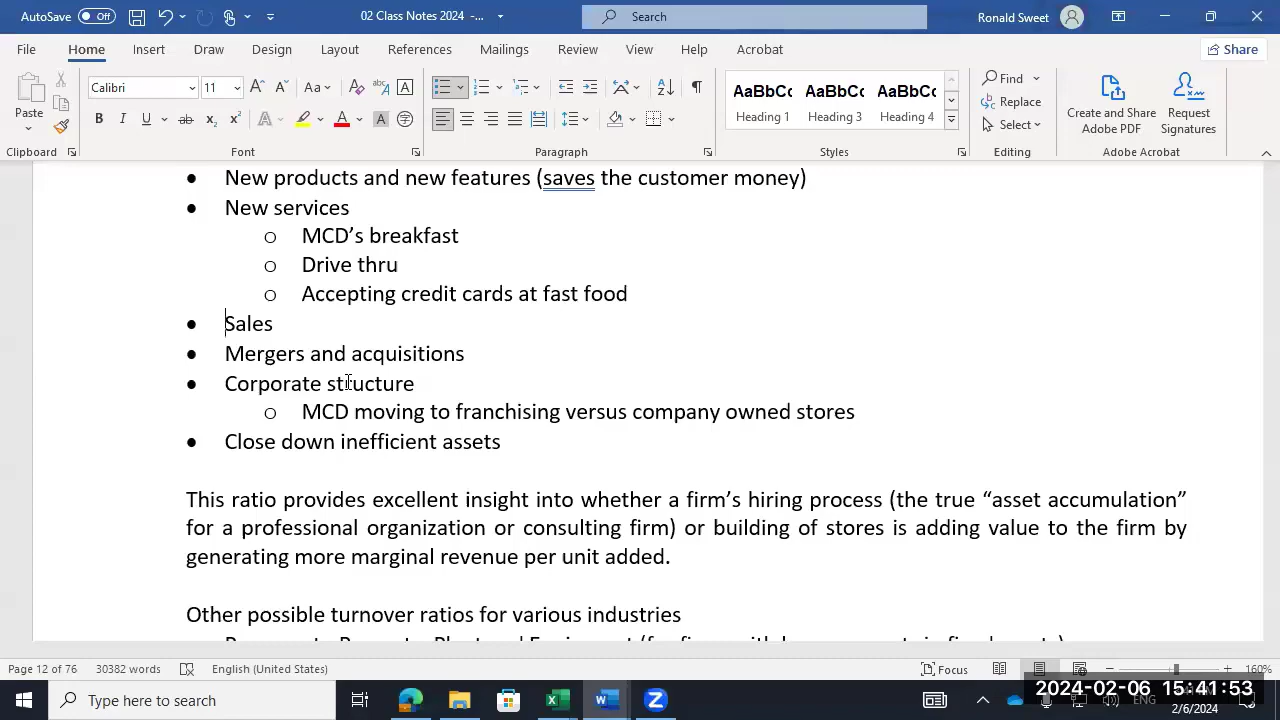 AutoSave Off 02 Class Notes 2024 -... Search Ronald Sweet
File Home Insert Draw Design Layout References Mailings Review View Help Acrobat Share
Paste Calibri 11 Aa AaBbCc AaBbCc AaBbCc Find Replace Select
Heading 1 Heading 3 Heading 4 Create and Share Adobe PDF Request Signatures
Clipboard Font Paragraph Styles Editing Adobe Acrobat
• New products and new features (saves the customer money)
• New services
o MCD’s breakfast
o Drive thru
o Accepting credit cards at fast food
• Sales
• Mergers and acquisitions
• Corporate structure
o MCD moving to franchising versus company owned stores
• Close down inefficient assets
This ratio provides excellent insight into whether a firm’s hiring process (the true “asset accumulation”
for a professional organization or consulting firm) or building of stores is adding value to the firm by
generating more marginal revenue per unit added.
Other possible turnover ratios for various industries
Page 12 of 76 30382 words English (United States) Focus 160%
Type here to search ENG 2024-02-06 15:41:53
2/6/2024